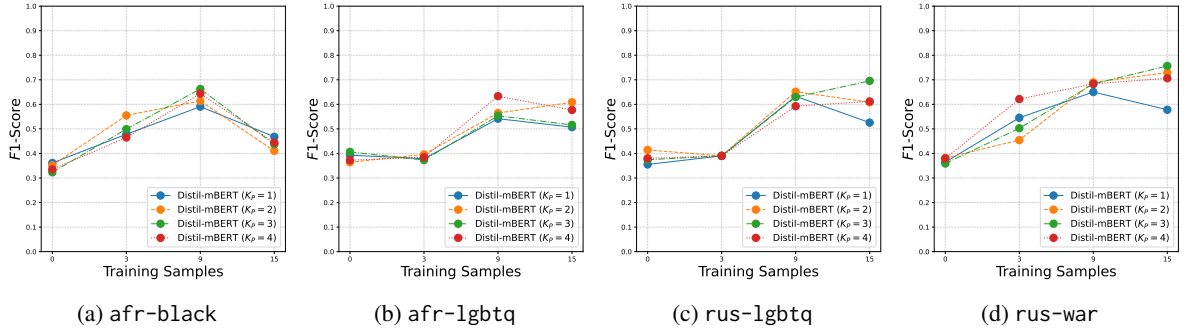 F1-Score
1.0
0.9
0.8
0.7
0.6
0.5
0.4
0.3
0.2
0.1
0.0
Distil-mBERT (K_P = 1)
Distil-mBERT (K_P = 2)
Distil-mBERT (K_P = 3)
Distil-mBERT (K_P = 4)
0 3 9 15
Training Samples
(a) afr-black
F1-Score
1.0
0.9
0.8
0.7
0.6
0.5
0.4
0.3
0.2
0.1
0.0
Distil-mBERT (K_P = 1)
Distil-mBERT (K_P = 2)
Distil-mBERT (K_P = 3)
Distil-mBERT (K_P = 4)
0 3 9 15
Training Samples
(b) afr-lgbtq
F1-Score
1.0
0.9
0.8
0.7
0.6
0.5
0.4
0.3
0.2
0.1
0.0
Distil-mBERT (K_P = 1)
Distil-mBERT (K_P = 2)
Distil-mBERT (K_P = 3)
Distil-mBERT (K_P = 4)
0 3 9 15
Training Samples
(c) rus-lgbtq
F1-Score
1.0
0.9
0.8
0.7
0.6
0.5
0.4
0.3
0.2
0.1
0.0
Distil-mBERT (K_P = 1)
Distil-mBERT (K_P = 2)
Distil-mBERT (K_P = 3)
Distil-mBERT (K_P = 4)
0 3 9 15
Training Samples
(d) rus-war